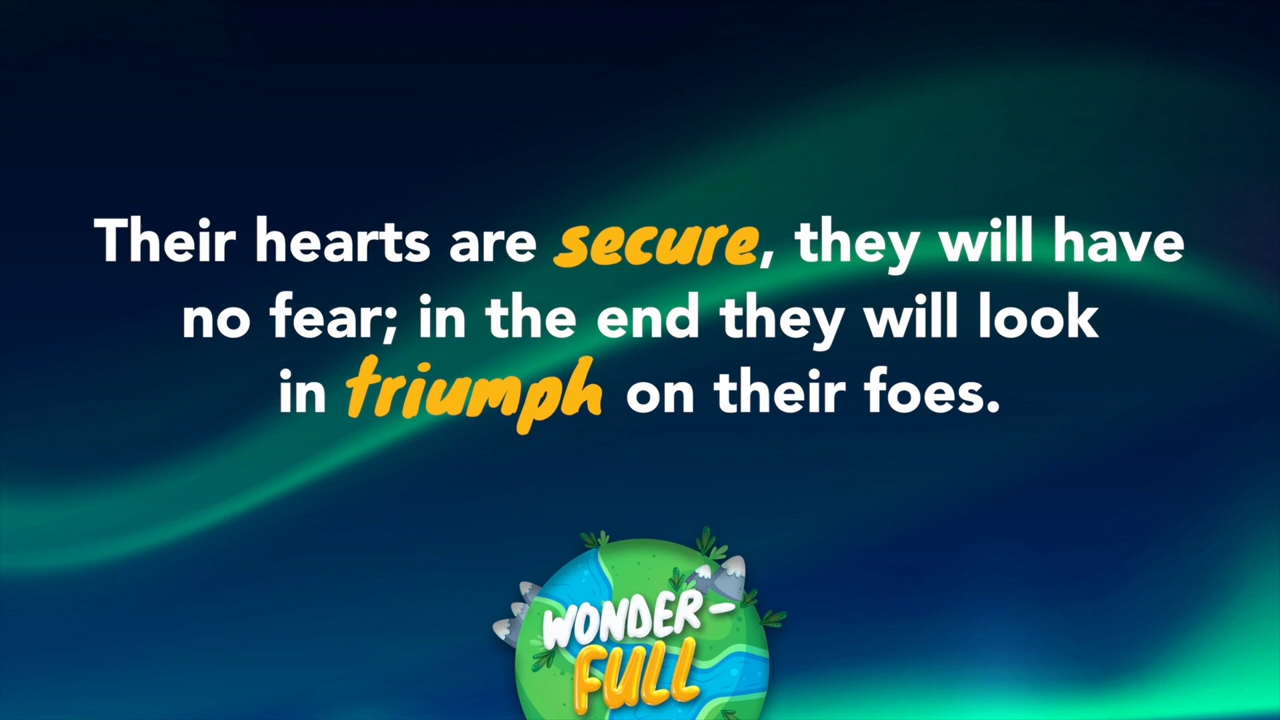 Their hearts are secure, they will have
no fear; in the end they will look
in triumph on their foes.
WONDER-
FULL